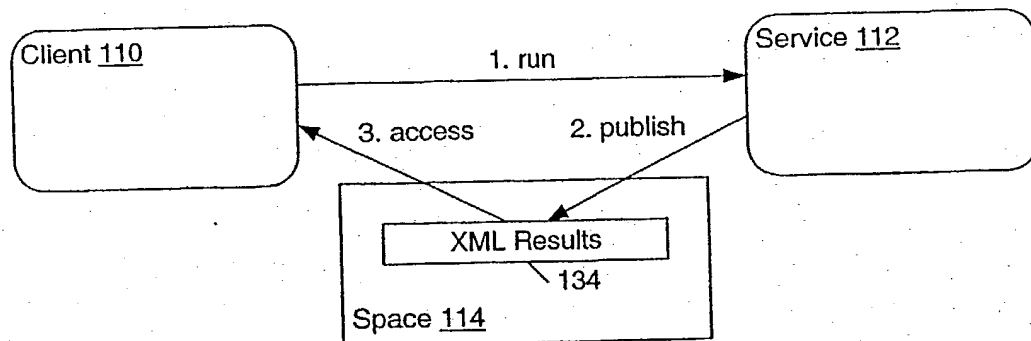 Client 110
Service 112
1. run
3. access
2. publish
XML Results
134
Space 114